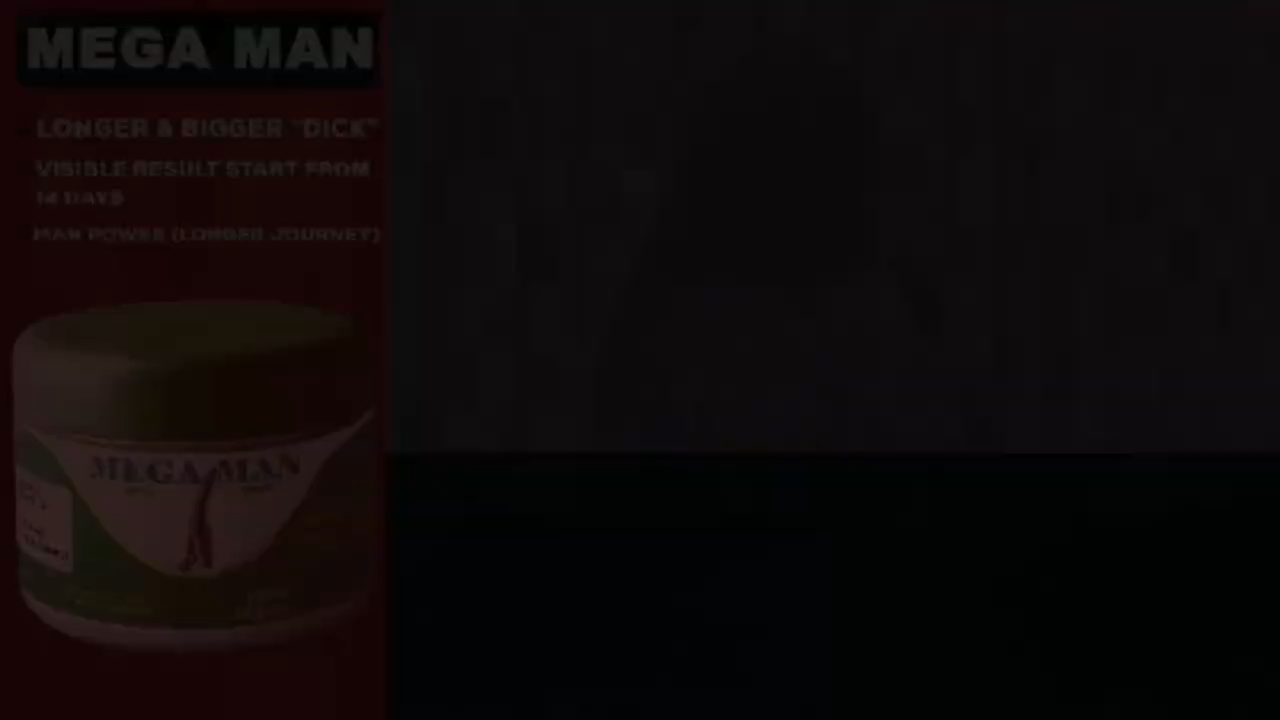 MEGA MAN
LONGER & BIGGER "DICK"
VISIBLE RESULT START FROM
14 DAYS
MAN POWER (LONGER JOURNEY)
MEGA MAN